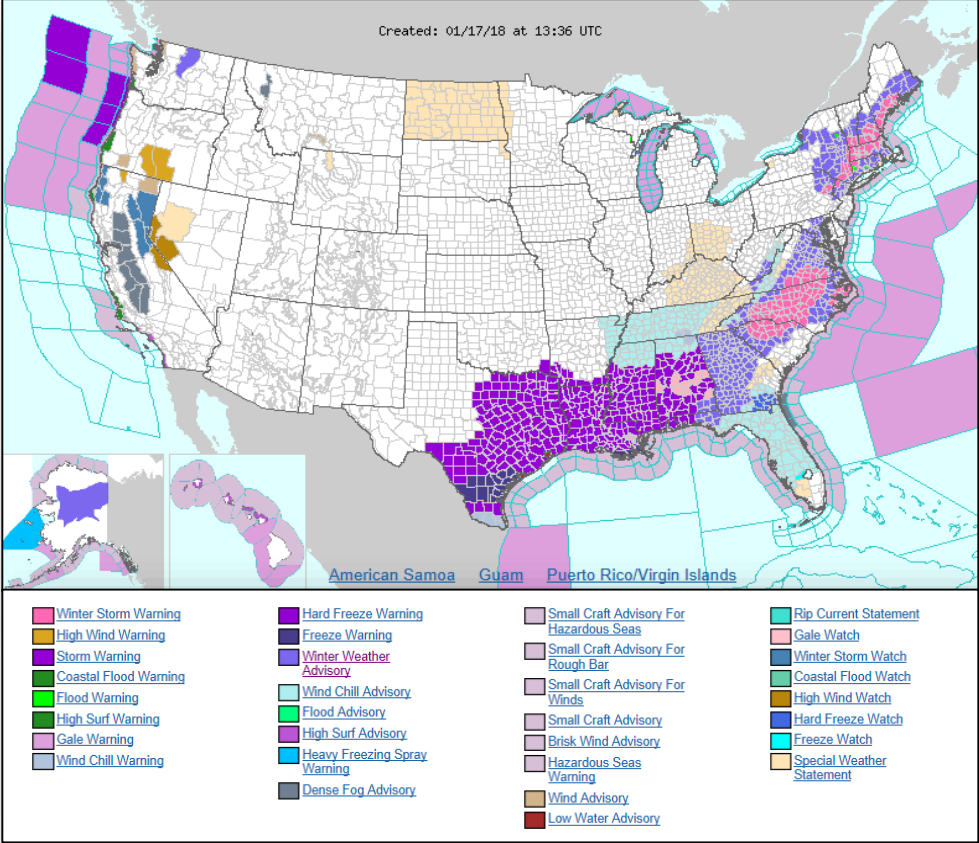 Created: 01/17/18 at 13:36 UTC
American Samoa Guam Puerto Rico/Virgin Islands
Winter Storm Warning
High Wind Warning
Storm Warning
Coastal Flood Warning
Flood Warning
High Surf Warning
Gale Warning
Wind Chill Warning
Hard Freeze Warning
Freeze Warning
Winter Weather
Advisory
Wind Chill Advisory
Flood Advisory
High Surf Advisory
Heavy Freezing Spray
Warning
Dense Fog Advisory
Small Craft Advisory For
Hazardous Seas
Small Craft Advisory For
Rough Bar
Small Craft Advisory For
Winds
Small Craft Advisory
Brisk Wind Advisory
Hazardous Seas
Warning
Wind Advisory
Low Water Advisory
Rip Current Statement
Gale Watch
Winter Storm Watch
Coastal Flood Watch
High Wind Watch
Hard Freeze Watch
Freeze Watch
Special Weather
Statement